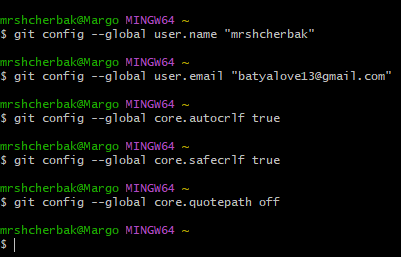 mrshcherbak@Margo MINGW64 ~
$ git config --global user.name "mrshcherbak"
mrshcherbak@Margo MINGW64 ~
$ git config --global user.email "batyalove13@gmail.com"
mrshcherbak@Margo MINGW64 ~
$ git config --global core.autocrlf true
mrshcherbak@Margo MINGW64 ~
$ git config --global core.safecrlf true
mrshcherbak@Margo MINGW64 ~
$ git config --global core.quotepath off
mrshcherbak@Margo MINGW64 ~
$